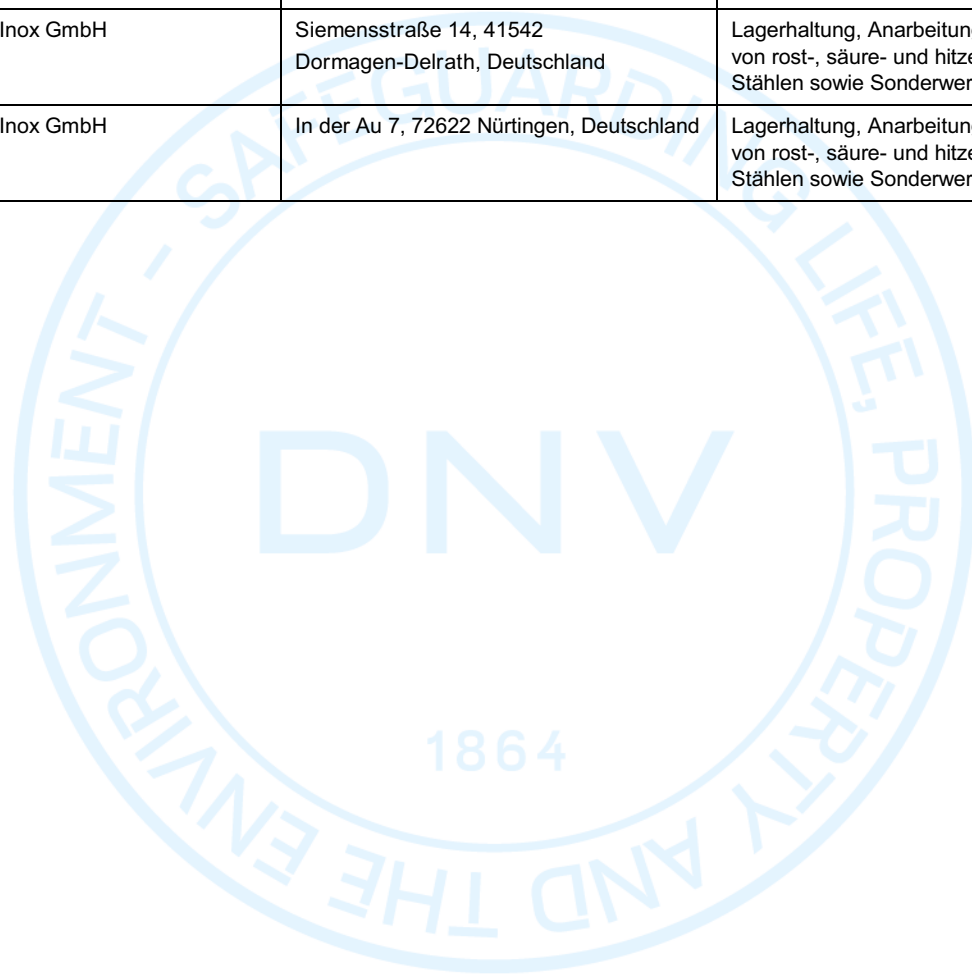 Inox GmbH
Siemensstraße 14, 41542
Dormagen-Delrath, Deutschland
Lagerhaltung, Anarbeitun
von rost-, säure- und hitze
Stählen sowie Sonderwer
Inox GmbH
In der Au 7, 72622 Nürtingen, Deutschland
Lagerhaltung, Anarbeitun
von rost-, säure- und hitze
Stählen sowie Sonderwer
SAFEGUARDING LIFE, PROPERTY AND THE ENVIRONMENT –
DNV
1864